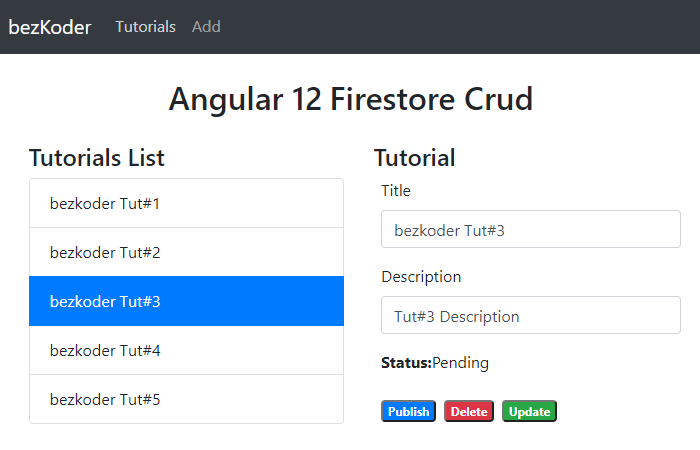 bezKoder Tutorials Add
Angular 12 Firestore Crud
Tutorials List
bezkoder Tut#1
bezkoder Tut#2
bezkoder Tut#3
bezkoder Tut#4
bezkoder Tut#5
Tutorial
Title
bezkoder Tut#3
Description
Tut#3 Description
Status:Pending
Publish Delete Update